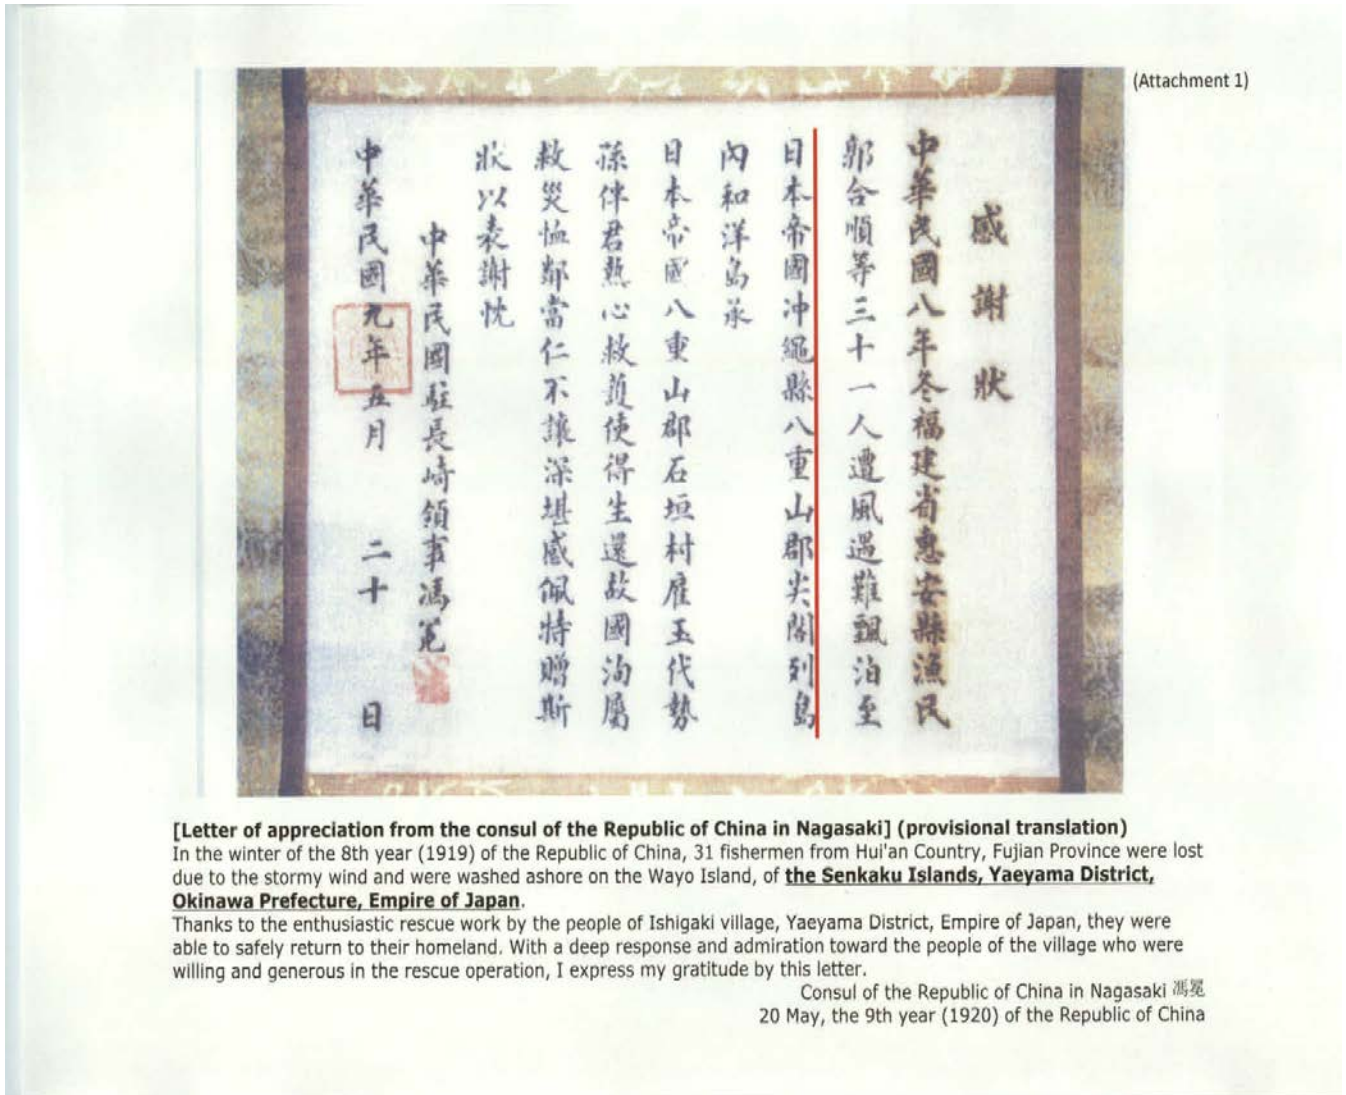 (Attachment 1)
感謝狀
中華民國八年冬福建省惠安縣漁民
郭合順等三十一人遭風遇難飄泊至
日本帝國沖繩縣八重山郡尖閣列島
內和洋島承
日本帝國八重山郡石垣村雇玉代勢
孫伴君熱心救護使得生還故國洵屬
救災恤鄰當仁不讓深堪感佩特贈斯
狀以表謝忱
中華民國駐長崎領事馮冕
中華民國九年五月二十日
[Letter of appreciation from the consul of the Republic of China in Nagasaki] (provisional translation)
In the winter of the 8th year (1919) of the Republic of China, 31 fishermen from Hui'an Country, Fujian Province were lost
due to the stormy wind and were washed ashore on the Wayo Island, of the Senkaku Islands, Yaeyama District,
Okinawa Prefecture, Empire of Japan.
Thanks to the enthusiastic rescue work by the people of Ishigaki village, Yaeyama District, Empire of Japan, they were
able to safely return to their homeland. With a deep response and admiration toward the people of the village who were
willing and generous in the rescue operation, I express my gratitude by this letter.
Consul of the Republic of China in Nagasaki 馮冕
20 May, the 9th year (1920) of the Republic of China